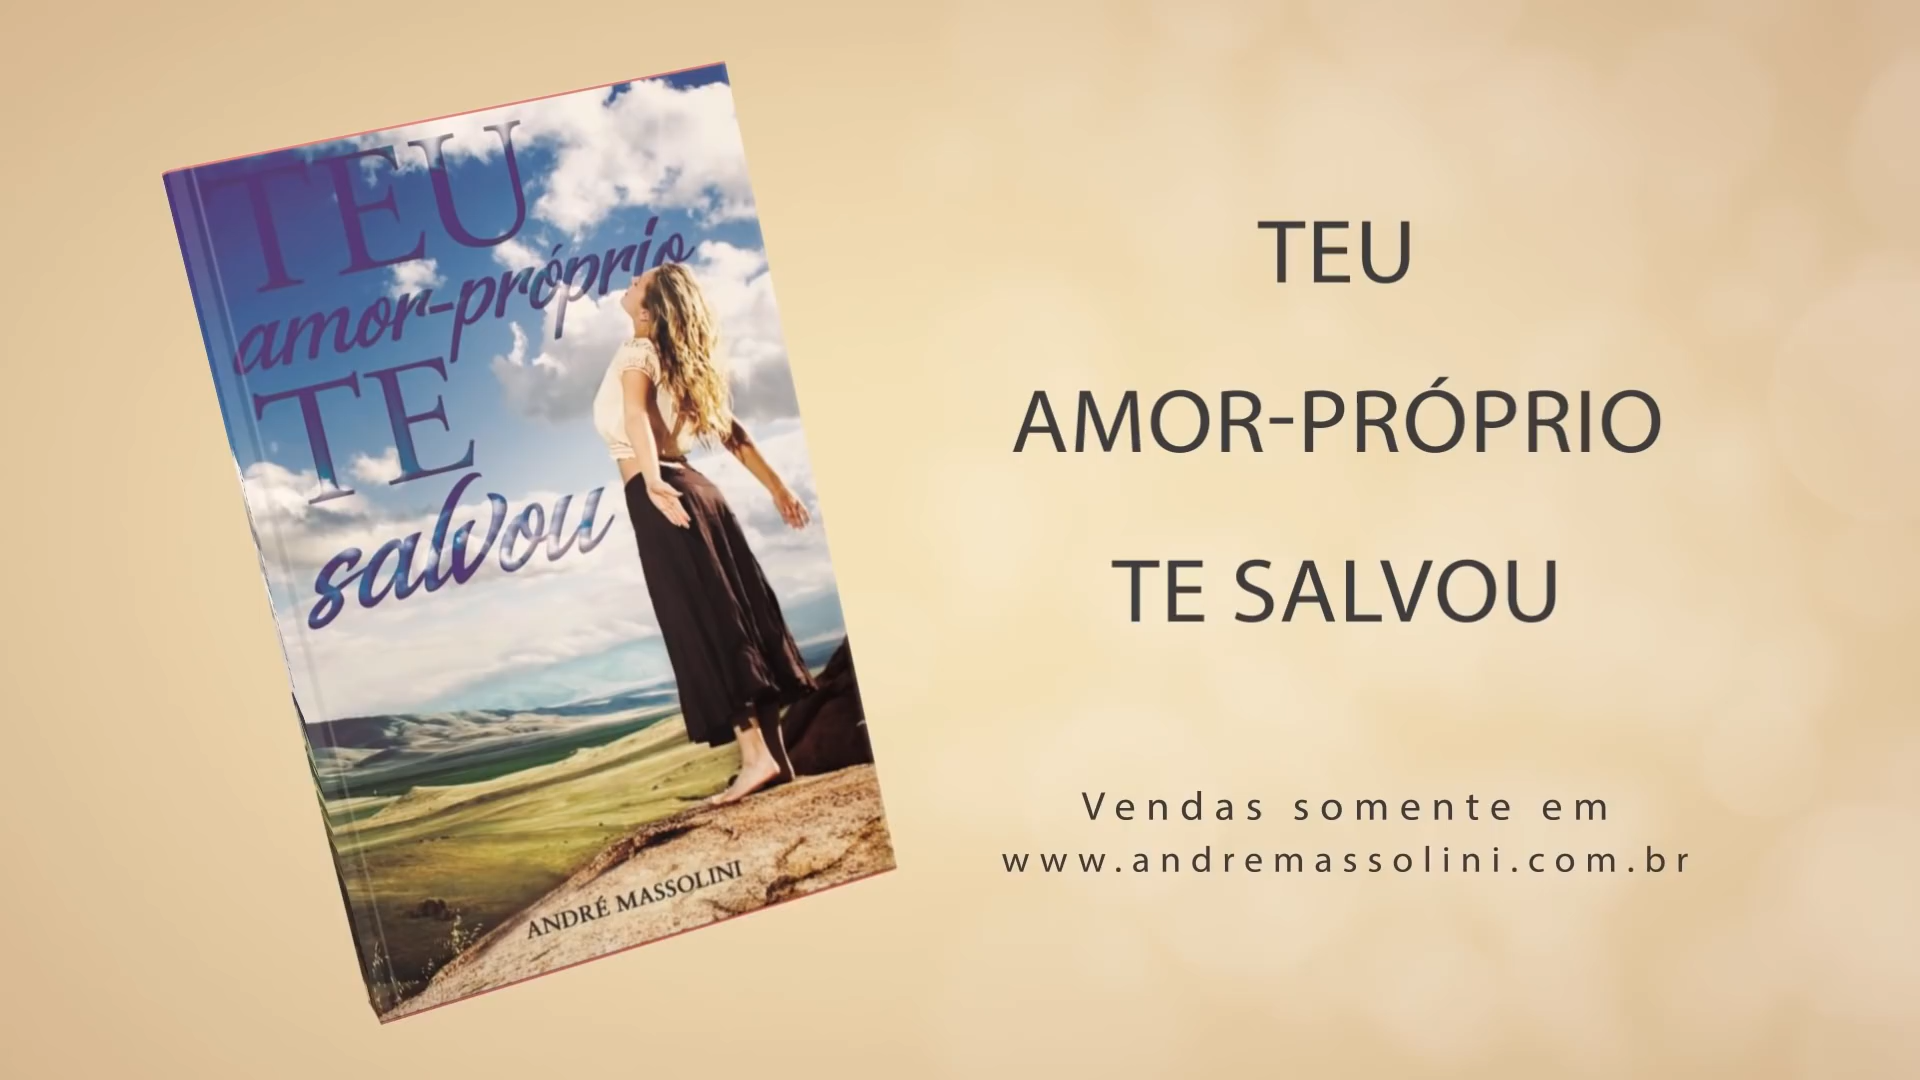 TEU
amor-próprio
TE
salvou
ANDRÉ MASSOLINI
TEU
AMOR-PRÓPRIO
TE SALVOU
Vendas somente em
www.andremassolini.com.br